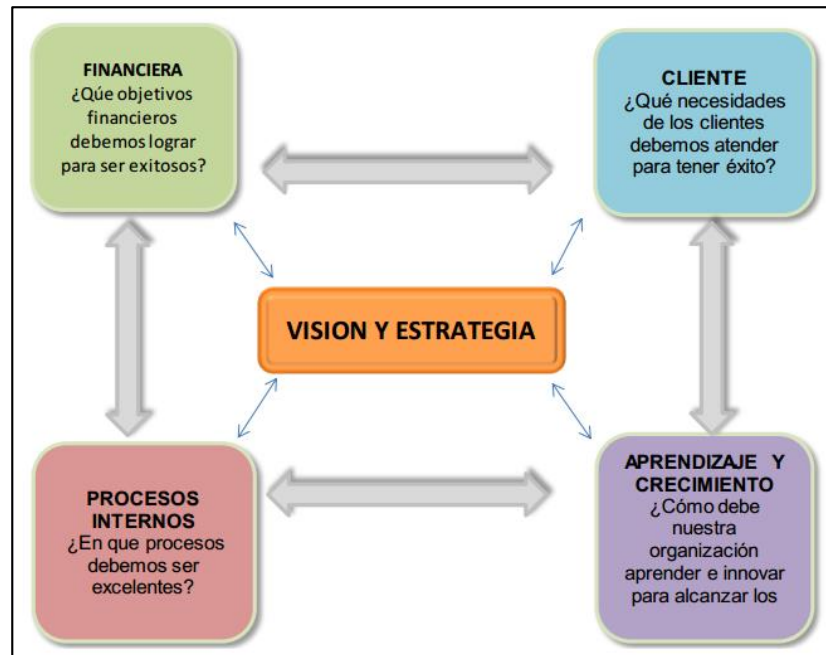 FINANCIERA
¿Qúe objetivos
financieros
debemos lograr
para ser exitosos?
CLIENTE
¿Qué necesidades
de los clientes
debemos atender
para tener éxito?
VISION Y ESTRATEGIA
PROCESOS
INTERNOS
¿En que procesos
debemos ser
excelentes?
APRENDIZAJE Y
CRECIMIENTO
¿Cómo debe
nuestra
organización
aprender e innovar
para alcanzar los